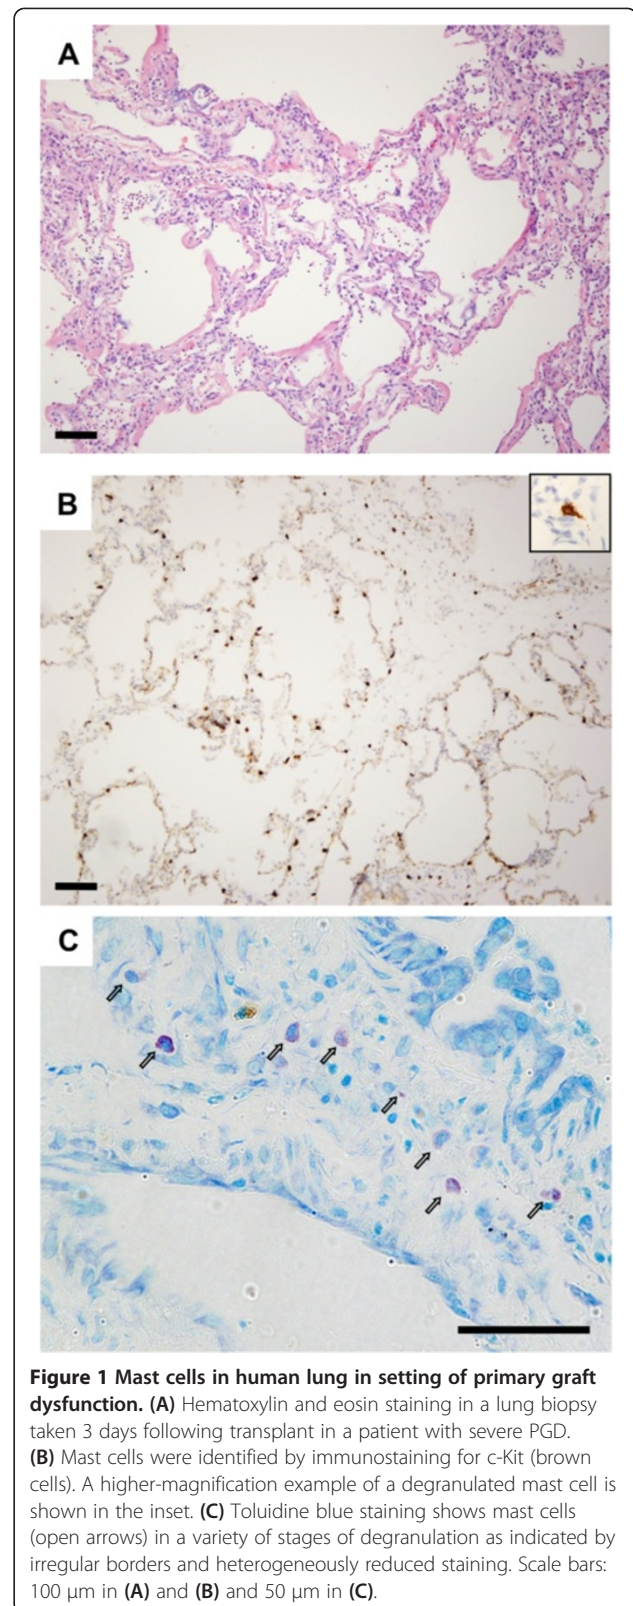 A
B
C
Figure 1 Mast cells in human lung in setting of primary graft
dysfunction. (A) Hematoxylin and eosin staining in a lung biopsy
taken 3 days following transplant in a patient with severe PGD.
(B) Mast cells were identified by immunostaining for c-Kit (brown
cells). A higher-magnification example of a degranulated mast cell is
shown in the inset. (C) Toluidine blue staining shows mast cells
(open arrows) in a variety of stages of degranulation as indicated by
irregular borders and heterogeneously reduced staining. Scale bars:
100 μm in (A) and (B) and 50 μm in (C).